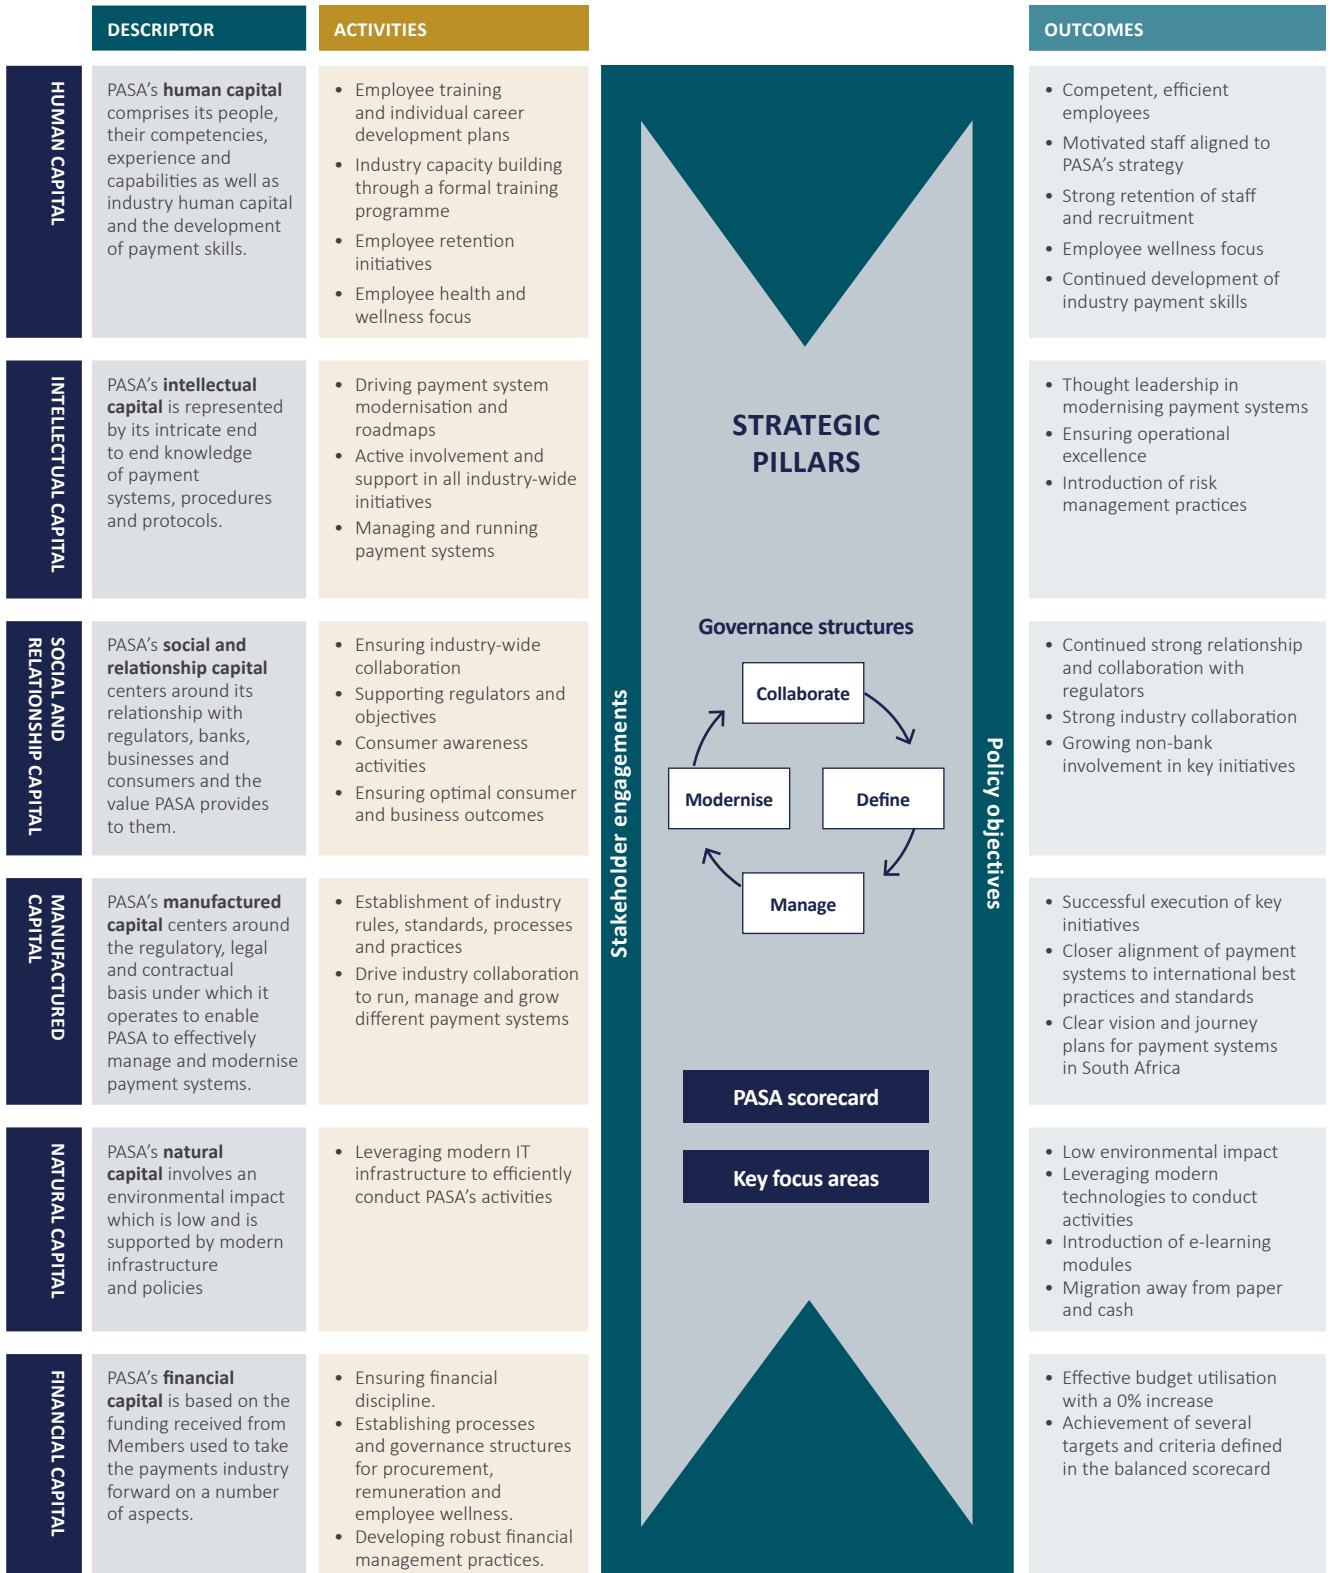 DESCRIPTOR
ACTIVITIES
OUTCOMES
HUMAN CAPITAL
PASA’s human capital
comprises its people,
their competencies,
experience and
capabilities as well as
industry human capital
and the development
of payment skills.
• Employee training
and individual career
development plans
• Industry capacity building
through a formal training
programme
• Employee retention
initiatives
• Employee health and
wellness focus
• Competent, efficient
employees
• Motivated staff aligned to
PASA’s strategy
• Strong retention of staff
and recruitment
• Employee wellness focus
• Continued development of
industry payment skills
INTELLECTUAL CAPITAL
PASA’s intellectual
capital is represented
by its intricate end
to end knowledge
of payment
systems, procedures
and protocols.
• Driving payment system
modernisation and
roadmaps
• Active involvement and
support in all industry-wide
initiatives
• Managing and running
payment systems
• Thought leadership in
modernising payment systems
• Ensuring operational
excellence
• Introduction of risk
management practices
SOCIAL AND
RELATIONSHIP CAPITAL
PASA’s social and
relationship capital
centers around its
relationship with
regulators, banks,
businesses and
consumers and the
value PASA provides
to them.
• Ensuring industry-wide
collaboration
• Supporting regulators and
objectives
• Consumer awareness
activities
• Ensuring optimal consumer
and business outcomes
• Continued strong relationship
and collaboration with
regulators
• Strong industry collaboration
• Growing non-bank
involvement in key initiatives
MANUFACTURED
CAPITAL
PASA’s manufactured
capital centers around
the regulatory, legal
and contractual
basis under which it
operates to enable
PASA to effectively
manage and modernise
payment systems.
• Establishment of industry
rules, standards, processes
and practices
• Drive industry collaboration
to run, manage and grow
different payment systems
• Successful execution of key
initiatives
• Closer alignment of payment
systems to international best
practices and standards
• Clear vision and journey
plans for payment systems
in South Africa
NATURAL CAPITAL
PASA’s natural
capital involves an
environmental impact
which is low and is
supported by modern
infrastructure
and policies
• Leveraging modern IT
infrastructure to efficiently
conduct PASA’s activities
• Low environmental impact
• Leveraging modern
technologies to conduct
activities
• Introduction of e-learning
modules
• Migration away from paper
and cash
FINANCIAL CAPITAL
PASA’s financial
capital is based on the
funding received from
Members used to take
the payments industry
forward on a number
of aspects.
• Ensuring financial
discipline.
• Establishing processes
and governance structures
for procurement,
remuneration and
employee wellness.
• Developing robust financial
management practices.
• Effective budget utilisation
with a 0% increase
• Achievement of several
targets and criteria defined
in the balanced scorecard
Stakeholder engagements
STRATEGIC
PILLARS
Governance structures
Collaborate
Modernise
Define
Manage
PASA scorecard
Key focus areas
Policy objectives